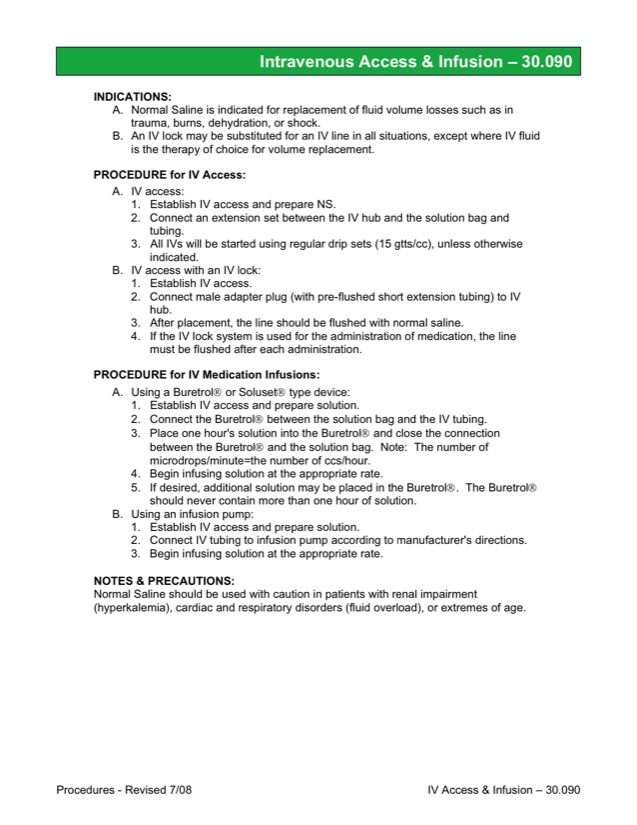 Intravenous Access & Infusion – 30.090
INDICATIONS:
A. Normal Saline is indicated for replacement of fluid volume losses such as in
trauma, burns, dehydration, or shock.
B. An IV lock may be substituted for an IV line in all situations, except where IV fluid
is the therapy of choice for volume replacement.
PROCEDURE for IV Access:
A. IV access:
1. Establish IV access and prepare NS.
2. Connect an extension set between the IV hub and the solution bag and
tubing.
3. All IVs will be started using regular drip sets (15 gtts/cc), unless otherwise
indicated.
B. IV access with an IV lock:
1. Establish IV access.
2. Connect male adapter plug (with pre-flushed short extension tubing) to IV
hub.
3. After placement, the line should be flushed with normal saline.
4. If the IV lock system is used for the administration of medication, the line
must be flushed after each administration.
PROCEDURE for IV Medication Infusions:
A. Using a Buretrol® or Soluset® type device:
1. Establish IV access and prepare solution.
2. Connect the Buretrol® between the solution bag and the IV tubing.
3. Place one hour's solution into the Buretrol® and close the connection
between the Buretrol® and the solution bag. Note: The number of
microdrops/minute=the number of ccs/hour.
4. Begin infusing solution at the appropriate rate.
5. If desired, additional solution may be placed in the Buretrol®. The Buretrol®
should never contain more than one hour of solution.
B. Using an infusion pump:
1. Establish IV access and prepare solution.
2. Connect IV tubing to infusion pump according to manufacturer's directions.
3. Begin infusing solution at the appropriate rate.
NOTES & PRECAUTIONS:
Normal Saline should be used with caution in patients with renal impairment
(hyperkalemia), cardiac and respiratory disorders (fluid overload), or extremes of age.
Procedures - Revised 7/08 IV Access & Infusion – 30.090